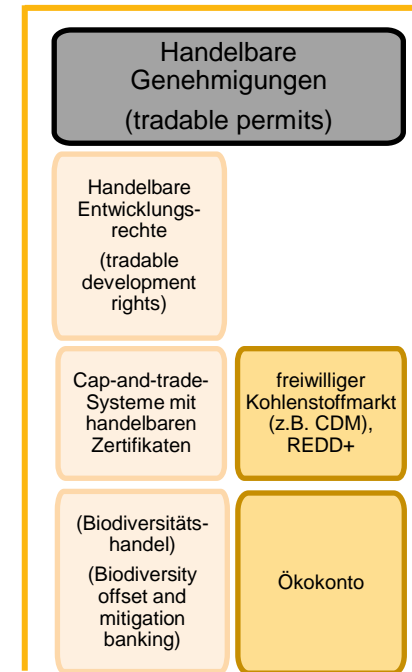 Handelbare
Genehmigungen
(tradable permits)
Handelbare
Entwicklungs-
rechte
(tradable
development
rights)
Cap-and-trade-
Systeme mit
handelbaren
Zertifikaten
freiwilliger
Kohlenstoffmarkt
(z.B. CDM),
REDD+
(Biodiversitäts-
handel)
(Biodiversity
offset and
mitigation
banking)
Ökokonto